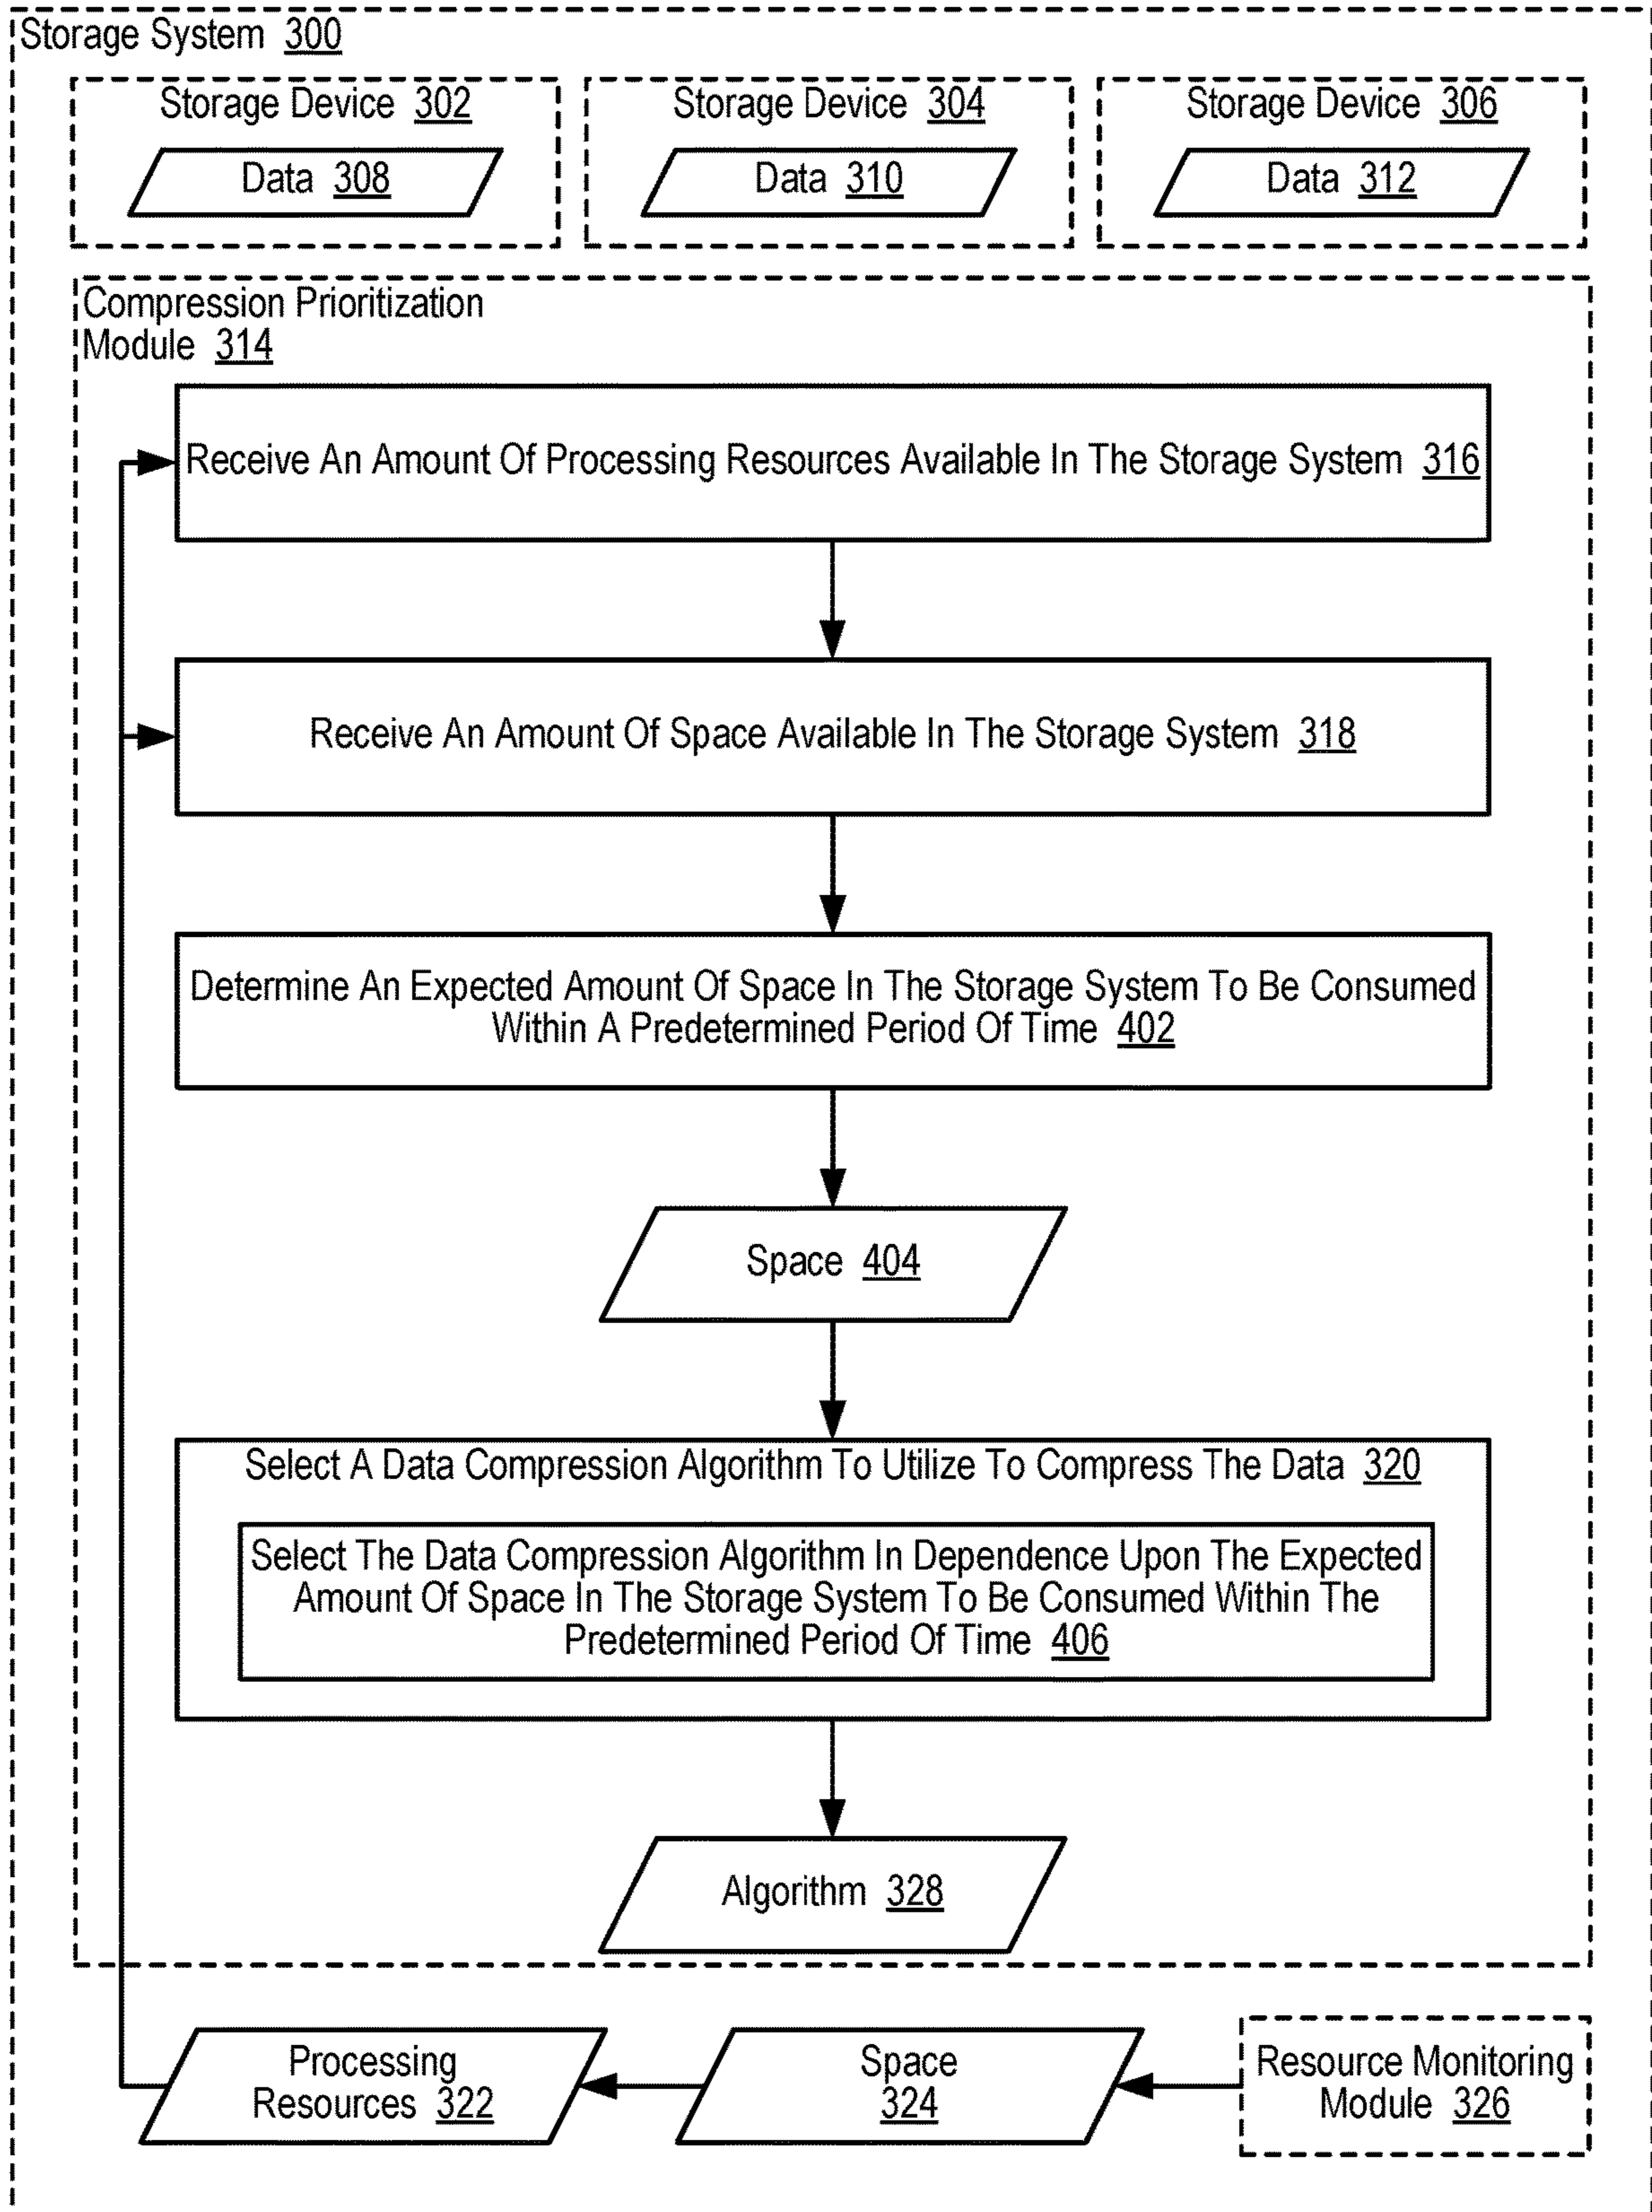 Storage System 300
Storage Device 302
Data 308
Storage Device 304
Data 310
Storage Device 306
Data 312
Compression Prioritization
Module 314
Receive An Amount Of Processing Resources Available In The Storage System 316
Receive An Amount Of Space Available In The Storage System 318
Determine An Expected Amount Of Space In The Storage System To Be Consumed
Within A Predetermined Period Of Time 402
Space 404
Select A Data Compression Algorithm To Utilize To Compress The Data 320
Select The Data Compression Algorithm In Dependence Upon The Expected
Amount Of Space In The Storage System To Be Consumed Within The
Predetermined Period Of Time 406
Algorithm 328
Processing
Resources 322
Space
324
Resource Monitoring
Module 326